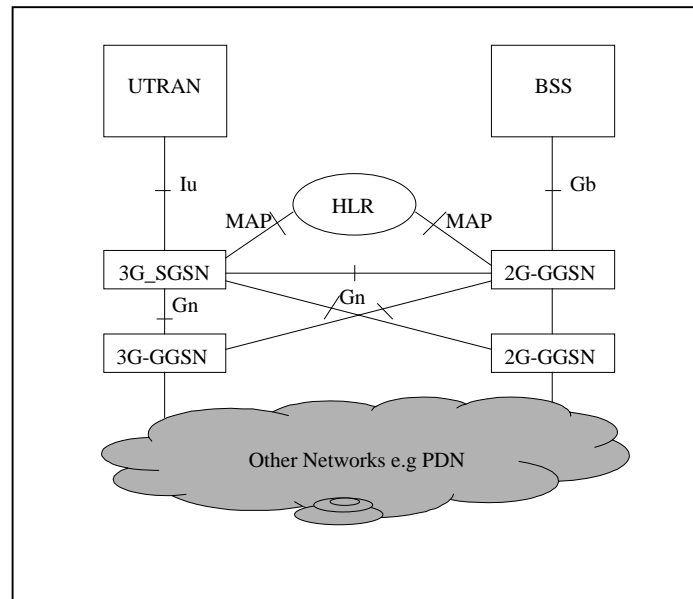 UTRAN
BSS
Iu
Gb
HLR
MAP
MAP
3G_SGSN
2G-GGSN
Gn
Gn
3G-GGSN
2G-GGSN
Other Networks e.g PDN